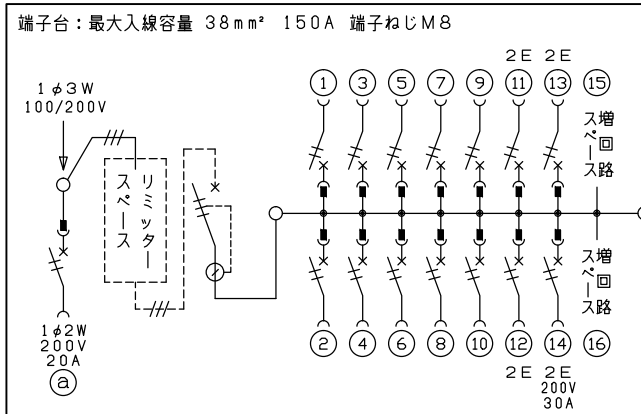 端子台：最大入線容量 38mm² 150A 端子ねじM8
2E 2E
1 3 5 7 9 11 13 15
1φ3W
100/200V
増回路
スペース
リミッター
スペース
増回路
スペース
1φ2W
200V
20A
a
2 4 6 8 10 12 14 16
2E 2E
200V
30A